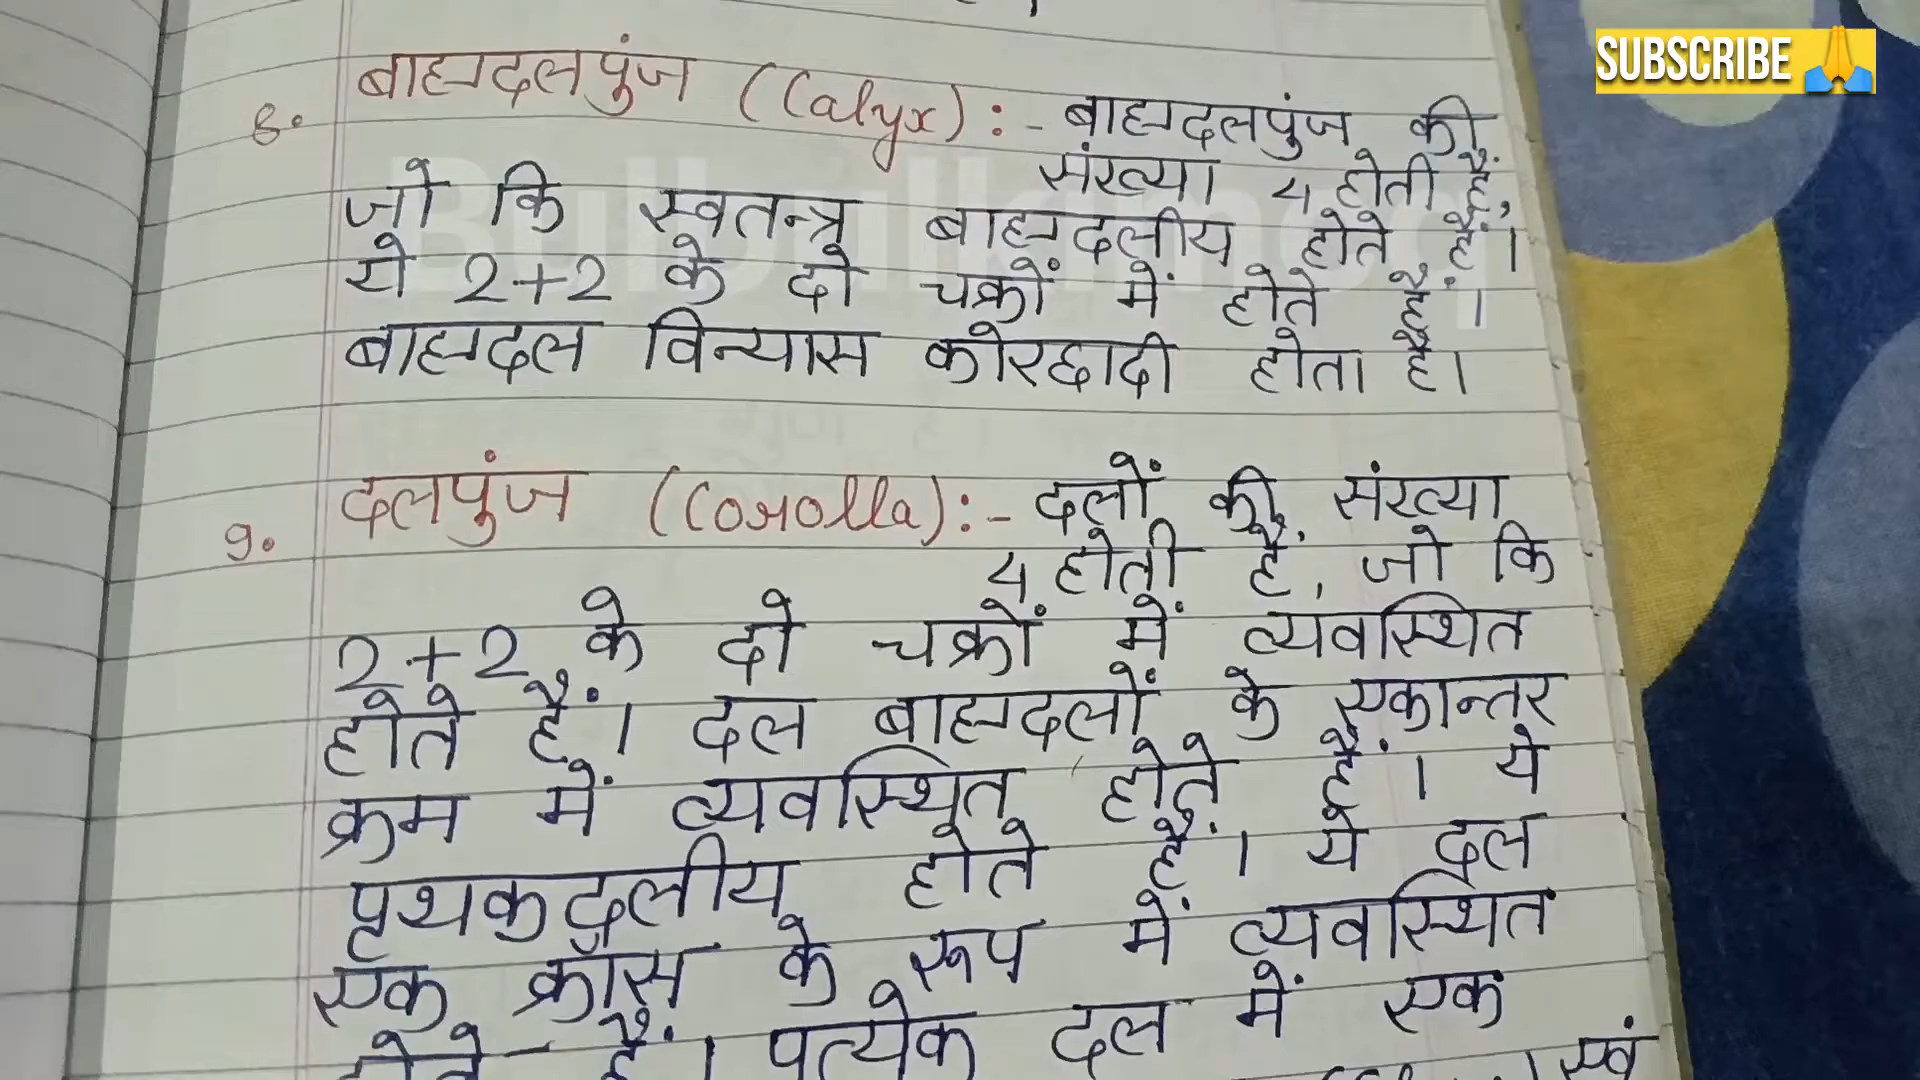 SUBSCRIBE
8. बाह्यदलपुंज (Calyx) :- बाह्यदलपुंज की
संख्या 4 होती है,
जो कि स्वतन्त्र बाह्यदलीय होते हैं।
ये 2+2 के दो चक्रों में होते हैं।
बाह्यदल विन्यास कोरछादी होता है।
9. दलपुंज (Corolla) :- दलों की संख्या
4 होती है, जो कि
2+2 के दो चक्रों में व्यवस्थित
होते हैं। दल बाह्यदलों के एकान्तर
क्रम में व्यवस्थित होते हैं। ये
पृथकदलीय होते हैं। ये दल
एक क्रॉस के रूप में व्यवस्थित
होते हैं। प्रत्येक दल में एक
एवं